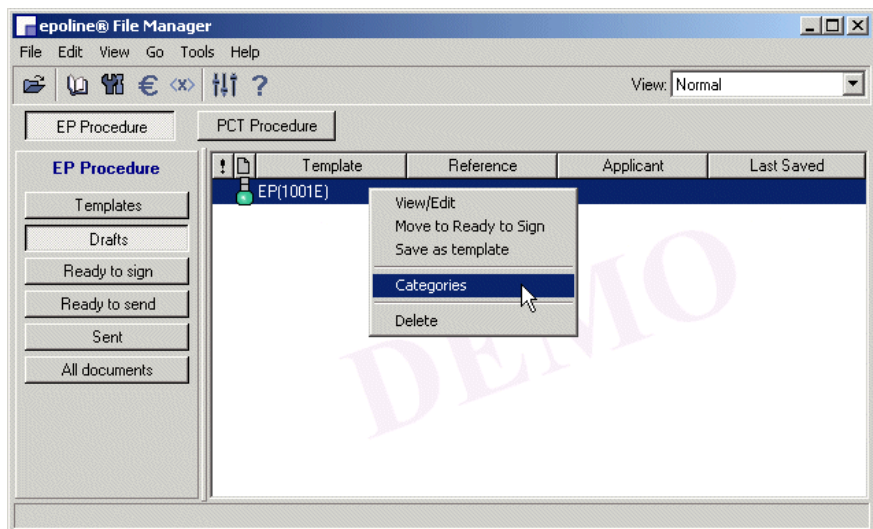 epoline® File Manager
File Edit View Go Tools Help
€ <x> ? View: Normal
EP Procedure PCT Procedure
EP Procedure
! Template Reference Applicant Last Saved
EP(1001E)
Templates
Drafts
Ready to sign
Ready to send
Sent
All documents
View/Edit
Move to Ready to Sign
Save as template
Categories
Delete
DEMO